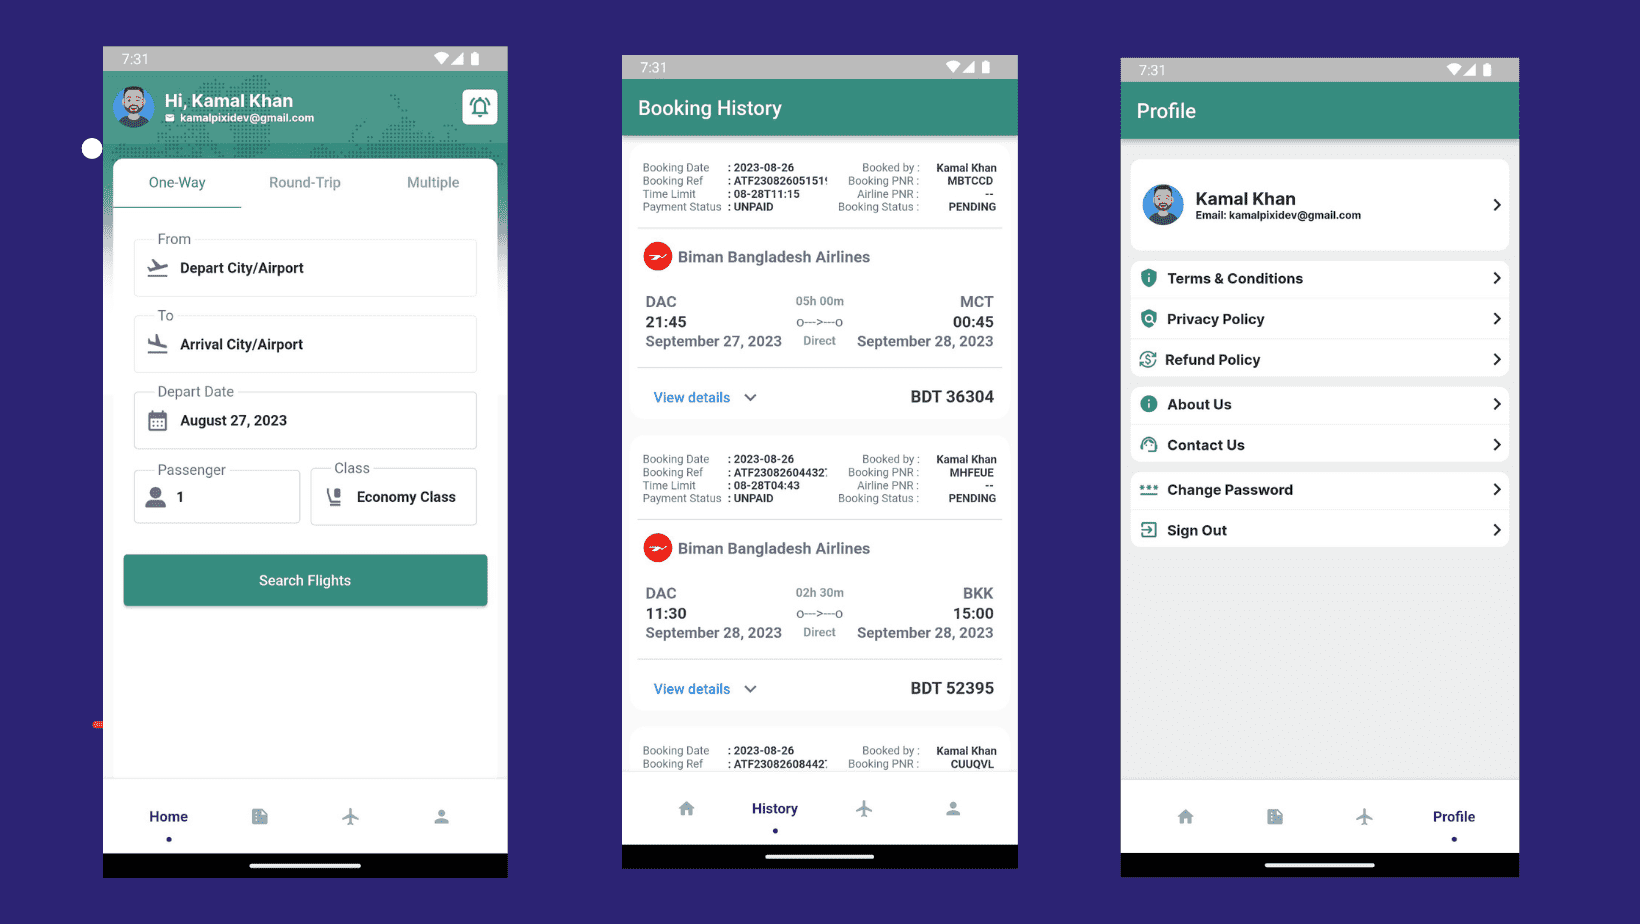 7:31
Hi, Kamal Khan
kamalpixidev@gmail.com
One-Way Round-Trip Multiple
From
Depart City/Airport
To
Arrival City/Airport
Depart Date
August 27, 2023
Passenger Class
1 Economy Class
Search Flights
Home
7:31
Booking History
Booking Date : 2023-08-26 Booked by : Kamal Khan
Booking Ref : ATF2308260515 Booking PNR : MBTCCD
Time Limit : 08-28T11:15 Airline PNR : --
Payment Status : UNPAID Booking Status : PENDING
Biman Bangladesh Airlines
DAC 05h 00m MCT
21:45 o--->---o 00:45
September 27, 2023 Direct September 28, 2023
View details BDT 36304
Booking Date : 2023-08-26 Booked by : Kamal Khan
Booking Ref : ATF2308260443 Booking PNR : MHFEUE
Time Limit : 08-28T04:43 Airline PNR : --
Payment Status : UNPAID Booking Status : PENDING
Biman Bangladesh Airlines
DAC 02h 30m BKK
11:30 o--->---o 15:00
September 28, 2023 Direct September 28, 2023
View details BDT 52395
Booking Date : 2023-08-26 Booked by : Kamal Khan
Booking Ref : ATF2308260844 Booking PNR : CUUQVL
History
7:31
Profile
Kamal Khan
Email: kamalpixidev@gmail.com
Terms & Conditions
Privacy Policy
Refund Policy
About Us
Contact Us
Change Password
Sign Out
Profile